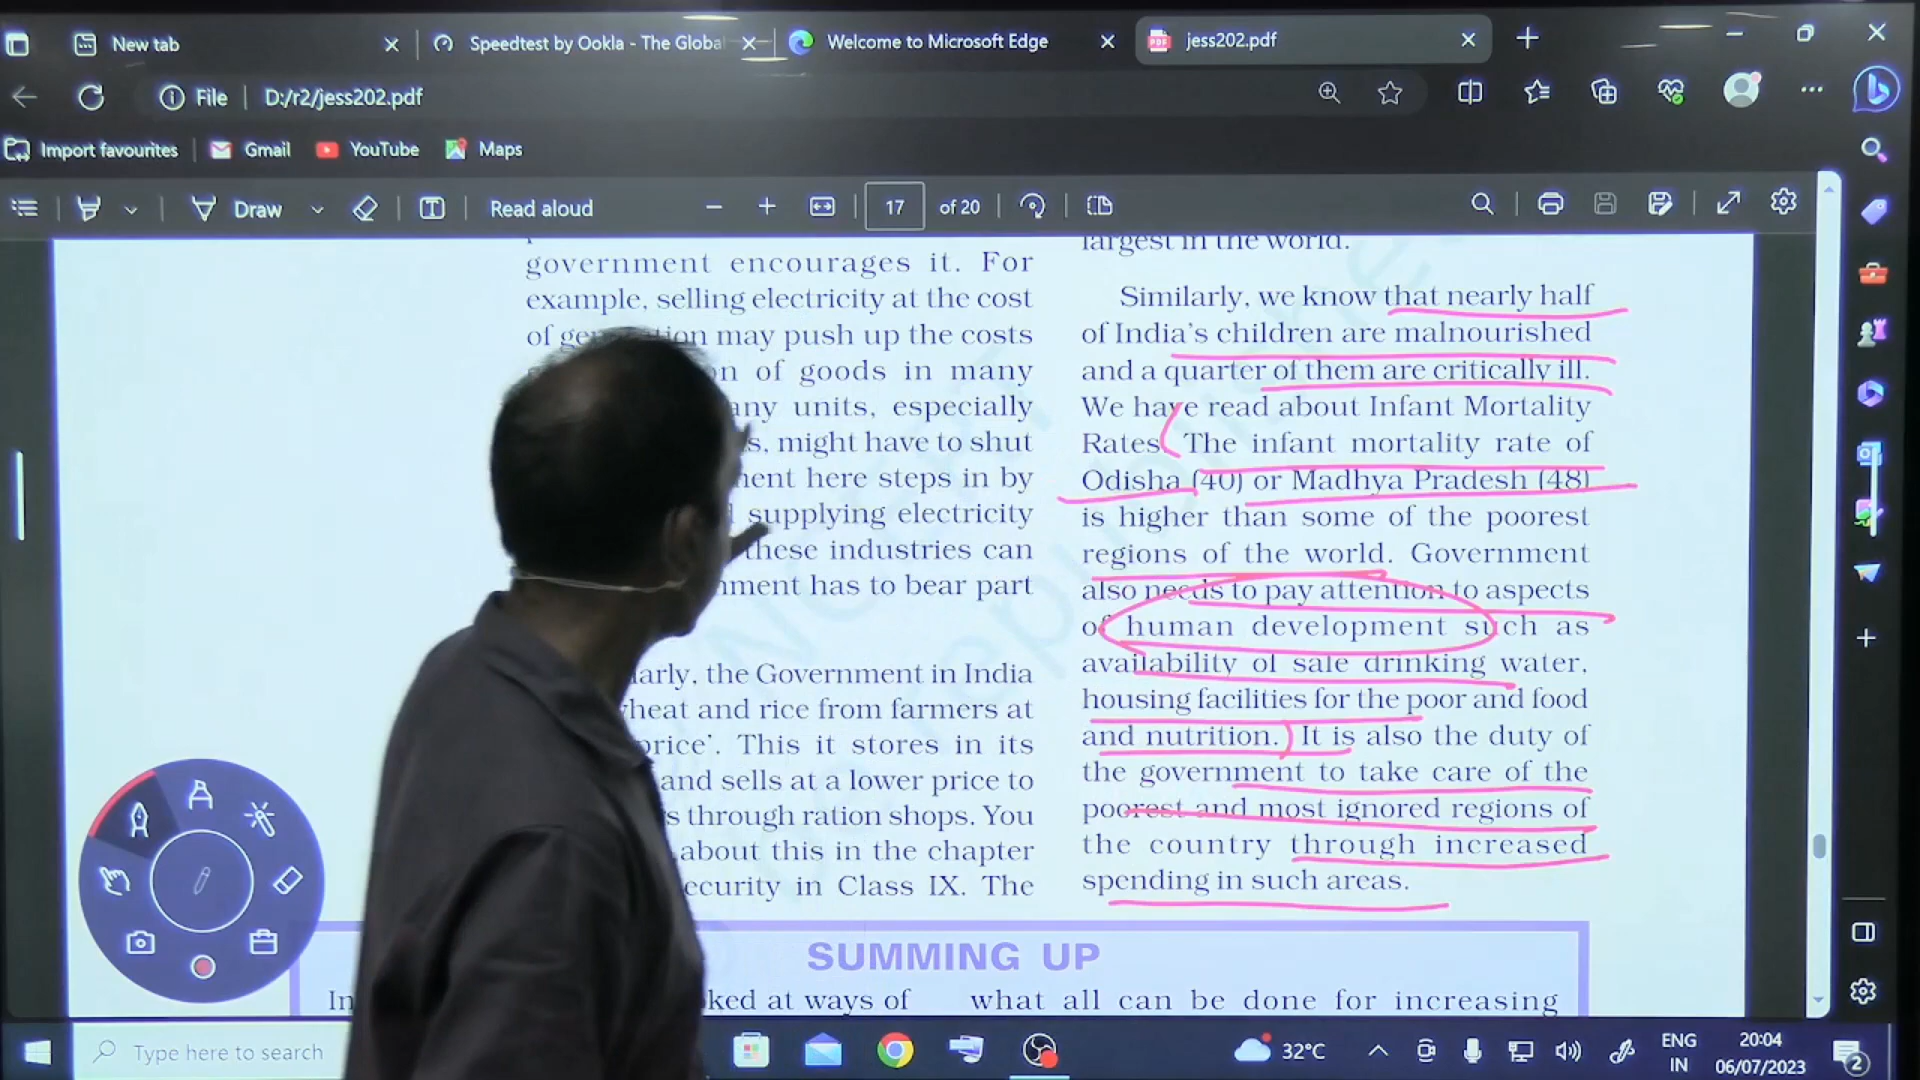 New tab
Speedtest by Ookla - The Global
Welcome to Microsoft Edge
jess202.pdf
File
D:/r2/jess202.pdf
Import favourites
Gmail
YouTube
Maps
Draw
Read aloud
17
of 20
government encourages it. For
example, selling electricity at the cost
of generation may push up the costs
of goods in many
units, especially
might have to shut
here steps in by
supplying electricity
these industries can
has to bear part
the Government in India
and rice from farmers at
price'. This it stores in its
and sells at a lower price to
through ration shops. You
about this in the chapter
in Class IX. The
largest in the world.
Similarly, we know that nearly half
of India's children are malnourished
and a quarter of them are critically ill.
We have read about Infant Mortality
Rates. The infant mortality rate of
Odisha (40) or Madhya Pradesh (48)
is higher than some of the poorest
regions of the world. Government
also needs to pay attention to aspects
of human development such as
availability of safe drinking water,
housing facilities for the poor and food
and nutrition. It is also the duty of
the government to take care of the
poorest and most ignored regions of
the country through increased
spending in such areas.
SUMMING UP
In
at ways of
what all can be done for increasing
Type here to search
32°C
ENG
IN
20:04
06/07/2023
2